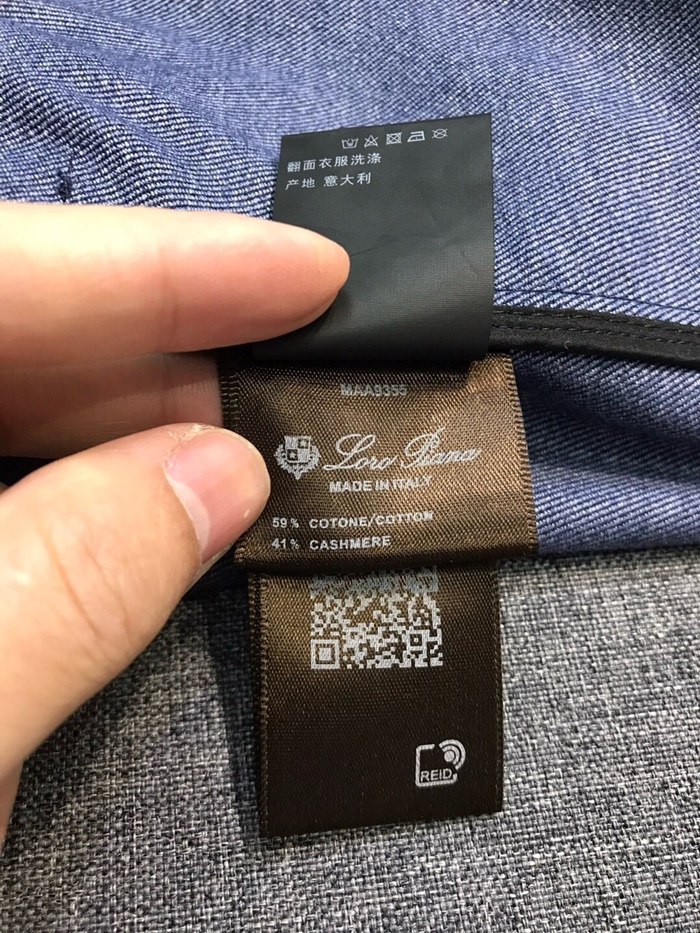 翻面衣服洗涤
产地 意大利
MAA9355
Loro Piana
MADE IN ITALY
59% COTONE/COTTON
41% CASHMERE
REID